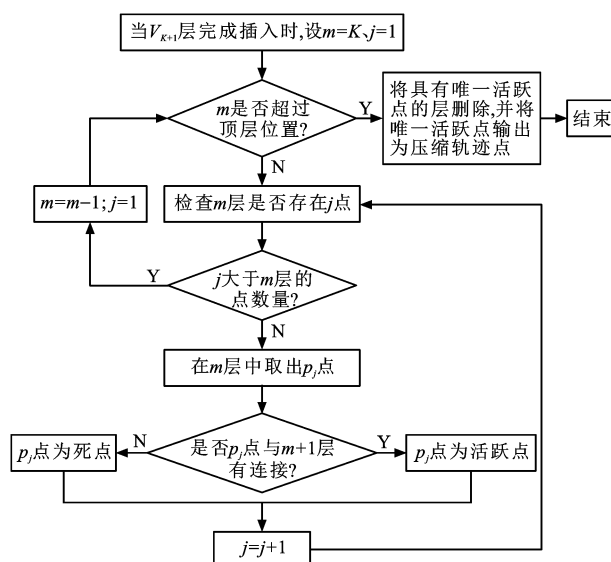 当V_{K+1}层完成插入时,设m=K、j=1
m是否超过
顶层位置?
Y
将具有唯一活跃
点的层删除,并将
唯一活跃点输出
为压缩轨迹点
结束
N
m=m-1; j=1
检查m层是否存在j点
Y
j大于m层的
点数量?
N
在m层中取出p_j点
是否p_j点与m+1层
有连接?
N
Y
p_j点为死点
p_j点为活跃点
j=j+1